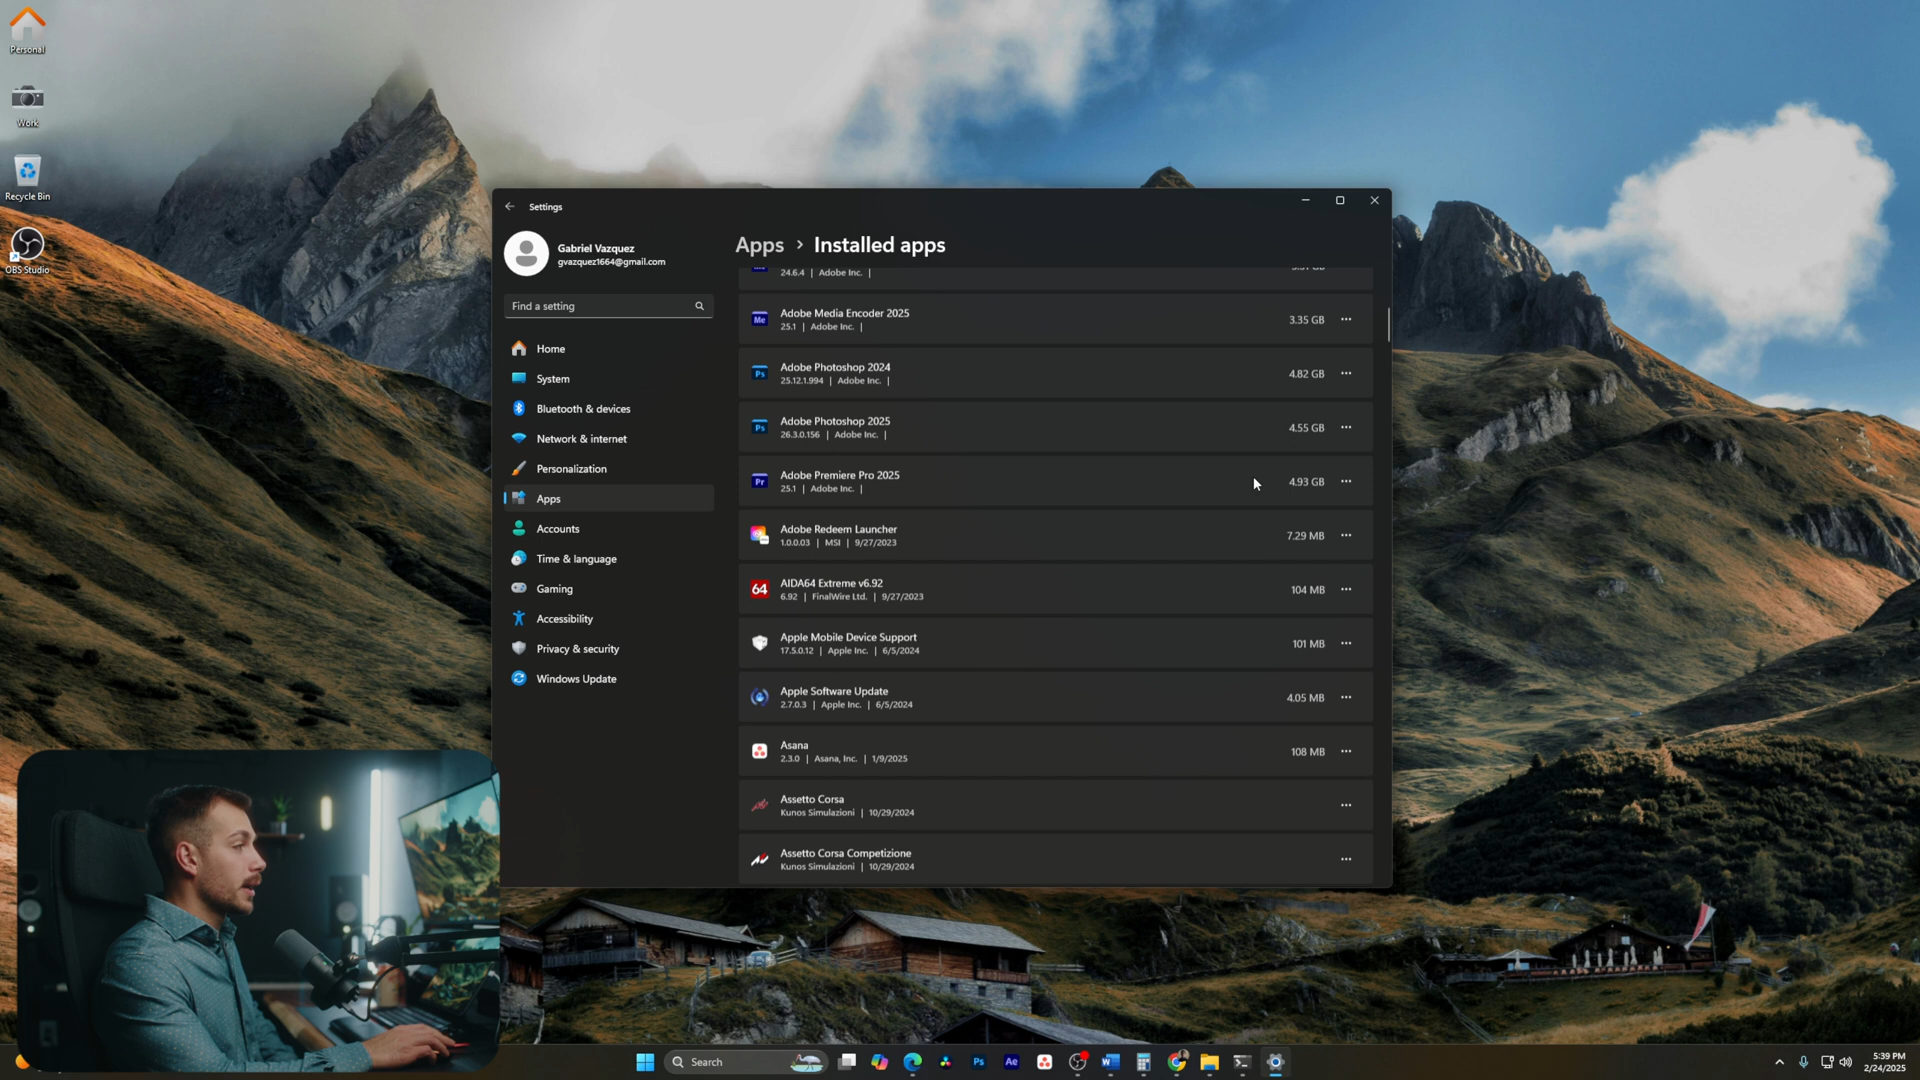 Personal
Work
Recycle Bin
OBS Studio
Settings
Gabriel Vazquez
gvazquez1664@gmail.com
Find a setting
Home
System
Bluetooth & devices
Network & internet
Personalization
Apps
Accounts
Time & language
Gaming
Accessibility
Privacy & security
Windows Update
Apps > Installed apps
24.6.4 | Adobe Inc. |
Me
Adobe Media Encoder 2025
25.1 | Adobe Inc. |
3.35 GB
Ps
Adobe Photoshop 2024
25.12.1.994 | Adobe Inc. |
4.82 GB
Ps
Adobe Photoshop 2025
26.3.0.156 | Adobe Inc. |
4.55 GB
Pr
Adobe Premiere Pro 2025
25.1 | Adobe Inc. |
4.93 GB
Adobe Redeem Launcher
1.0.0.03 | MSI | 9/27/2023
7.29 MB
64
AIDA64 Extreme v6.92
6.92 | FinalWire Ltd. | 9/27/2023
104 MB
Apple Mobile Device Support
17.5.0.12 | Apple Inc. | 6/5/2024
101 MB
Apple Software Update
2.7.0.3 | Apple Inc. | 6/5/2024
4.05 MB
Asana
2.3.0 | Asana, Inc. | 1/9/2025
108 MB
Assetto Corsa
Kunos Simulazioni | 10/29/2024
Assetto Corsa Competizione
Kunos Simulazioni | 10/29/2024
Search
Ps
Ae
W
5:39 PM
2/24/2025